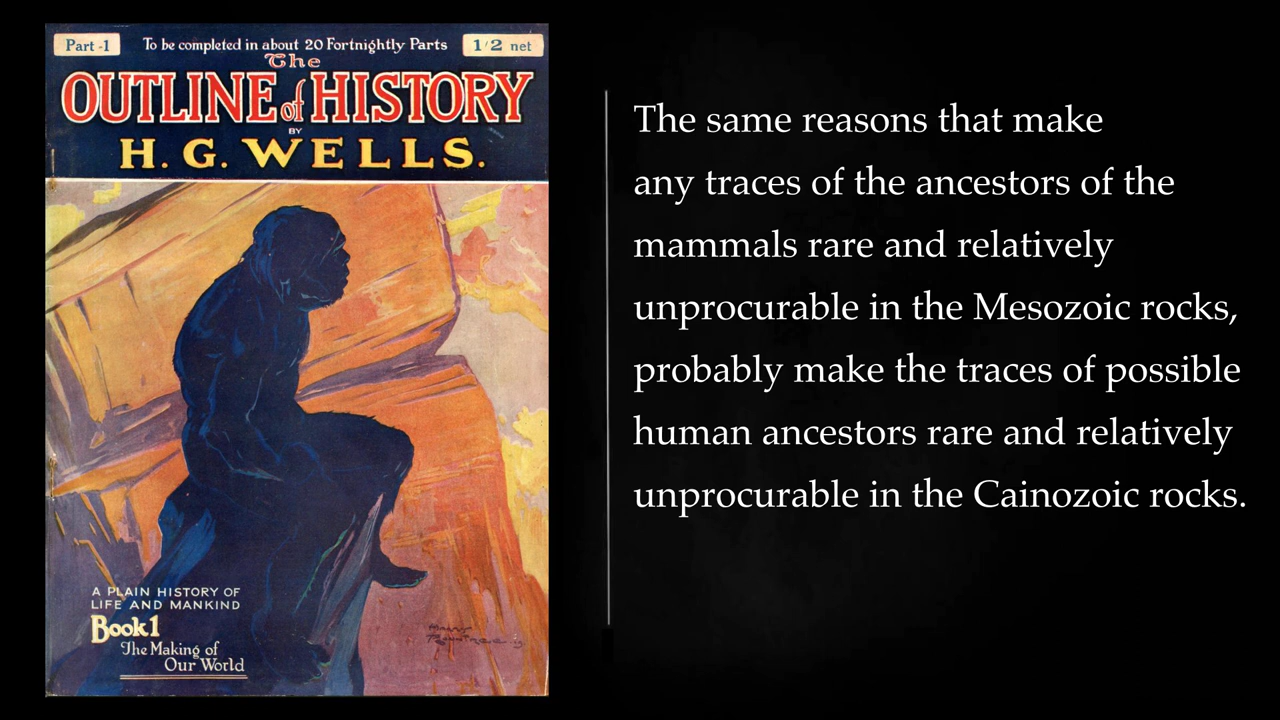 Part -1
To be completed in about 20 Fortnightly Parts
1/2 net
The
OUTLINE of HISTORY
BY
H. G. WELLS.
A PLAIN HISTORY OF
LIFE AND MANKIND
Book 1
The Making of
Our World
The same reasons that make
any traces of the ancestors of the
mammals rare and relatively
unprocurable in the Mesozoic rocks,
probably make the traces of possible
human ancestors rare and relatively
unprocurable in the Cainozoic rocks.